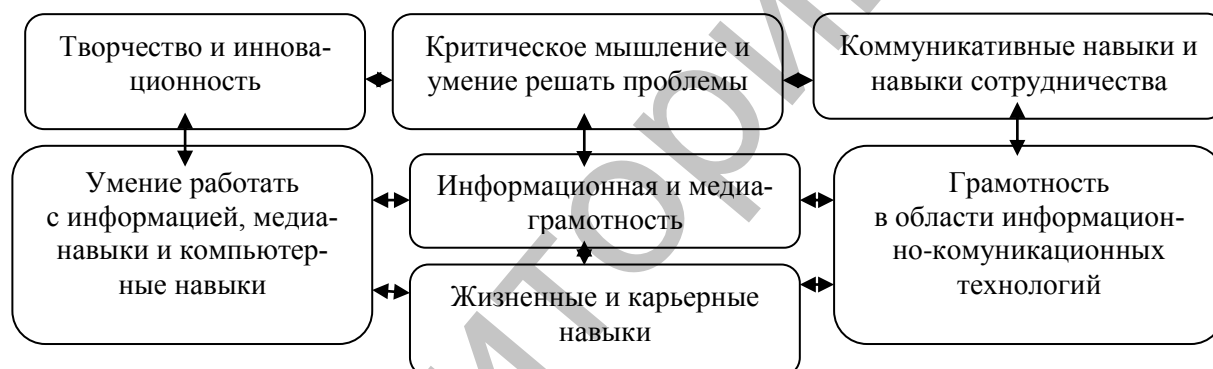 Творчество и иннова-
ционность
Критическое мышление и
умение решать проблемы
Коммуникативные навыки и
навыки сотрудничества
Умение работать
с информацией, медиа-
навыки и компьютер-
ные навыки
Информационная и медиа-
грамотность
Грамотность
в области информацион-
но-комуникационных
технологий
Жизненные и карьерные
навыки